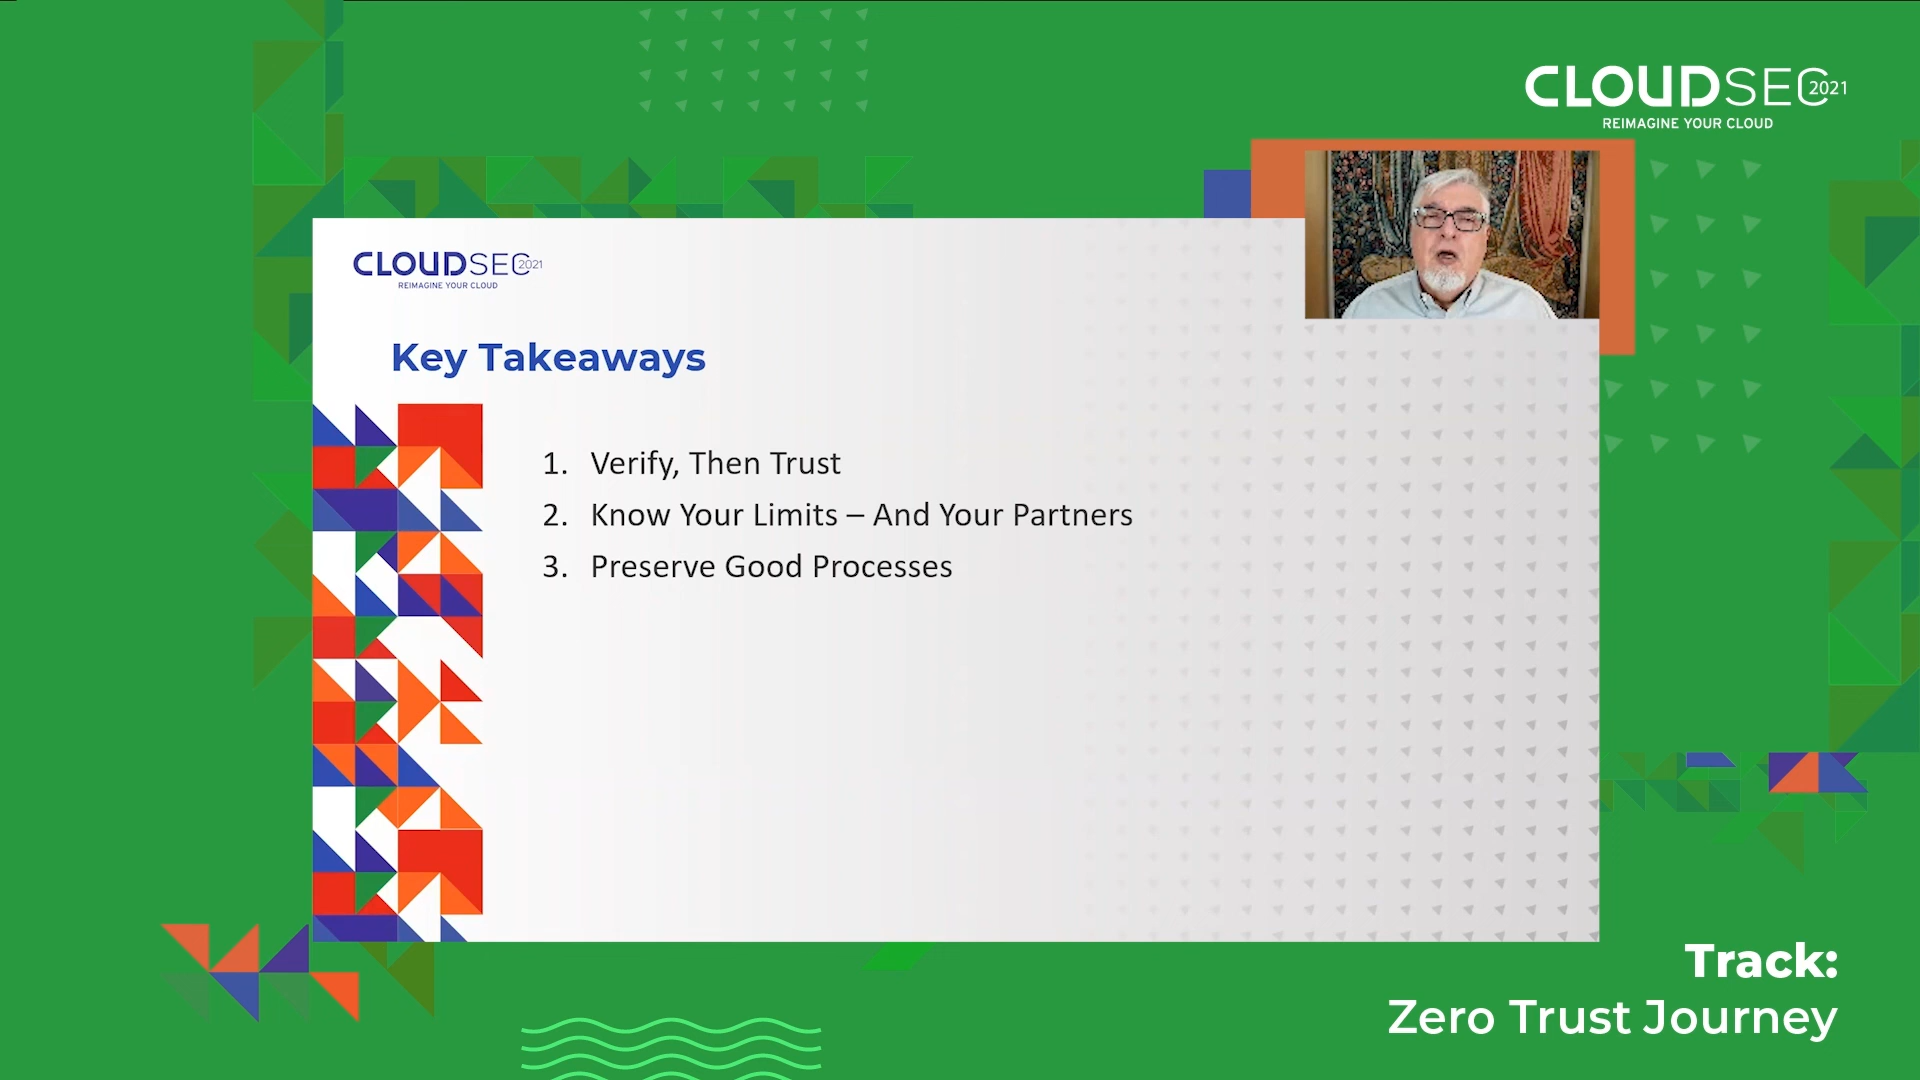 CLOUDSEC 2021
REIMAGINE YOUR CLOUD
CLOUDSEC 2021
REIMAGINE YOUR CLOUD
Key Takeaways
1. Verify, Then Trust
2. Know Your Limits – And Your Partners
3. Preserve Good Processes
Track:
Zero Trust Journey